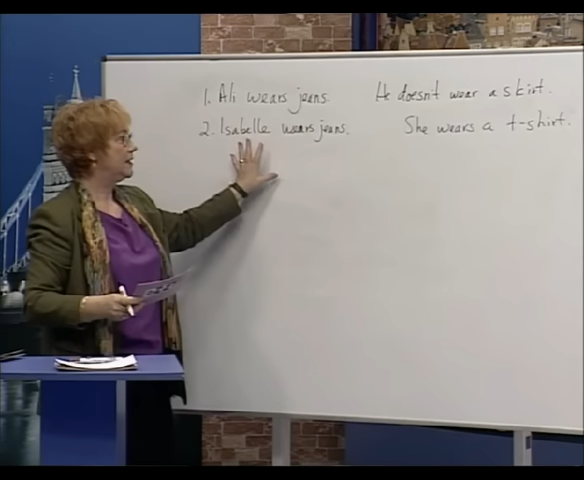 1. Ali wears jeans. He doesn't wear a skirt.
2. Isabelle wears jeans. She wears a t-shirt.